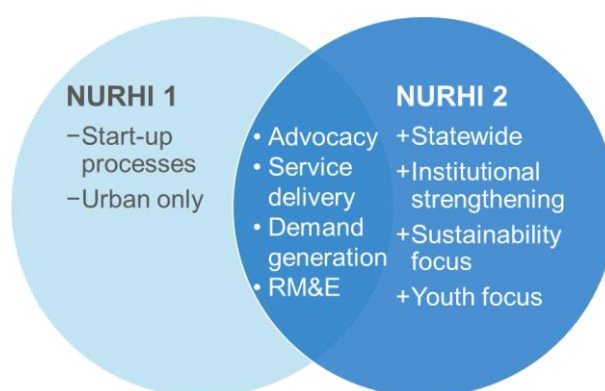 NURHI 1
−Start-up
processes
−Urban only
• Advocacy
• Service
delivery
• Demand
generation
• RM&E
NURHI 2
+Statewide
+Institutional
strengthening
+Sustainability
focus
+Youth focus